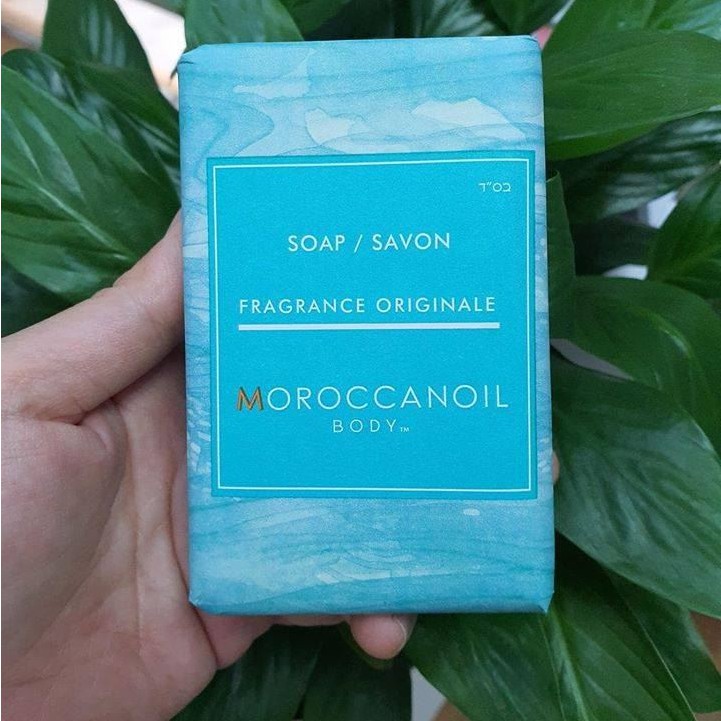 בס״ד
SOAP / SAVON
FRAGRANCE ORIGINALE
MOROCCANOIL
BODY™